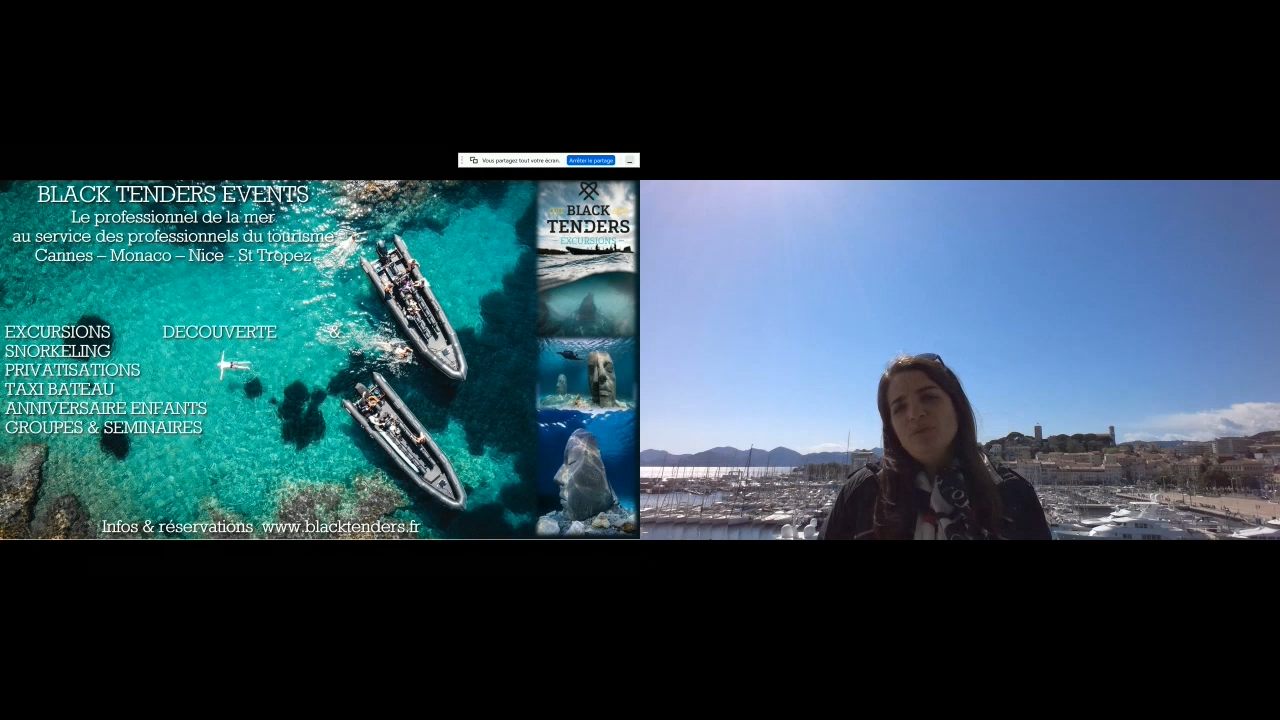 Vous partagez tout votre écran.
Arrêter le partage
BLACK TENDERS EVENTS
Le professionnel de la mer
au service des professionnels du tourisme
Cannes – Monaco – Nice - St Tropez
EXCURSIONS DECOUVERTE &
SNORKELING
PRIVATISATIONS
TAXI BATEAU
ANNIVERSAIRE ENFANTS
GROUPES & SEMINAIRES
Infos & réservations www.blacktenders.fr
BLACK
TENDERS
EXCURSIONS